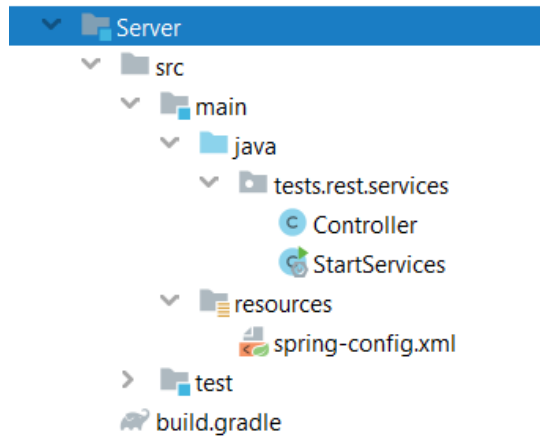 Server
src
main
java
tests.rest.services
C Controller
C StartServices
resources
spring-config.xml
test
build.gradle